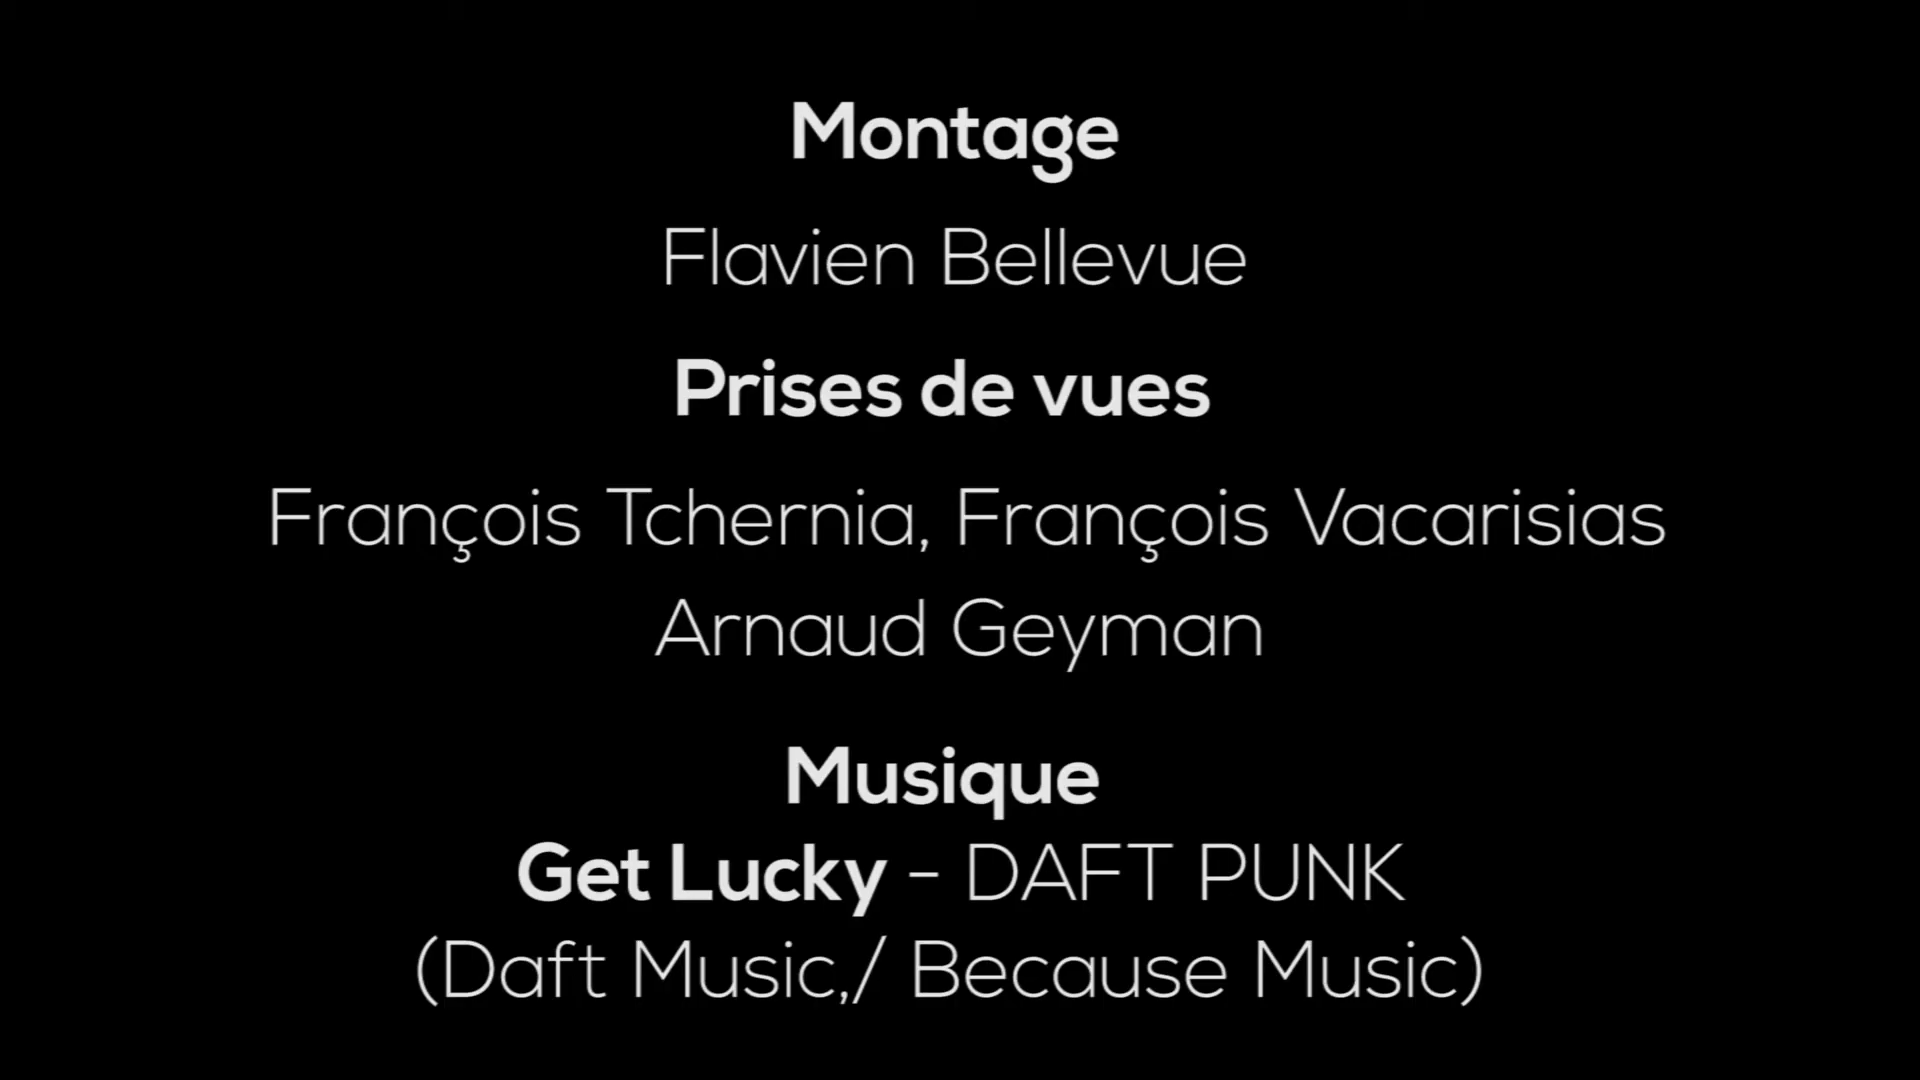 Montage
Flavien Bellevue
Prises de vues
François Tchernia, François Vacarisias
Arnaud Geyman
Musique
Get Lucky - DAFT PUNK
(Daft Music,/ Because Music)